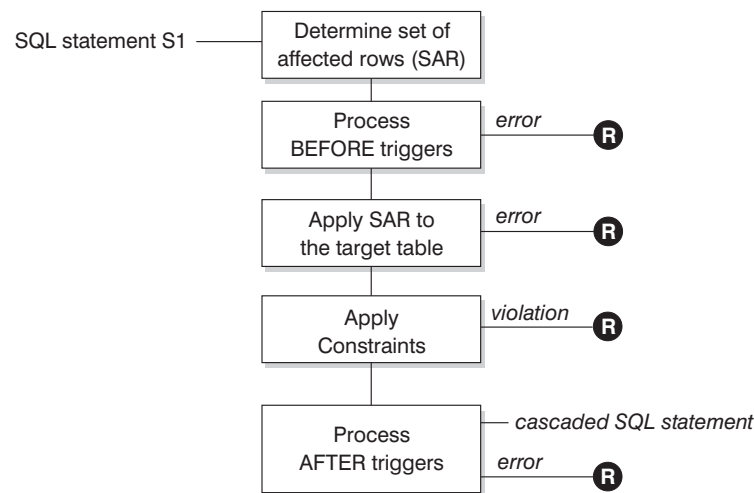 SQL statement S1
Determine set of
affected rows (SAR)
Process
BEFORE triggers
error
R
Apply SAR to
the target table
error
R
Apply
Constraints
violation
R
Process
AFTER triggers
cascaded SQL statement
error
R